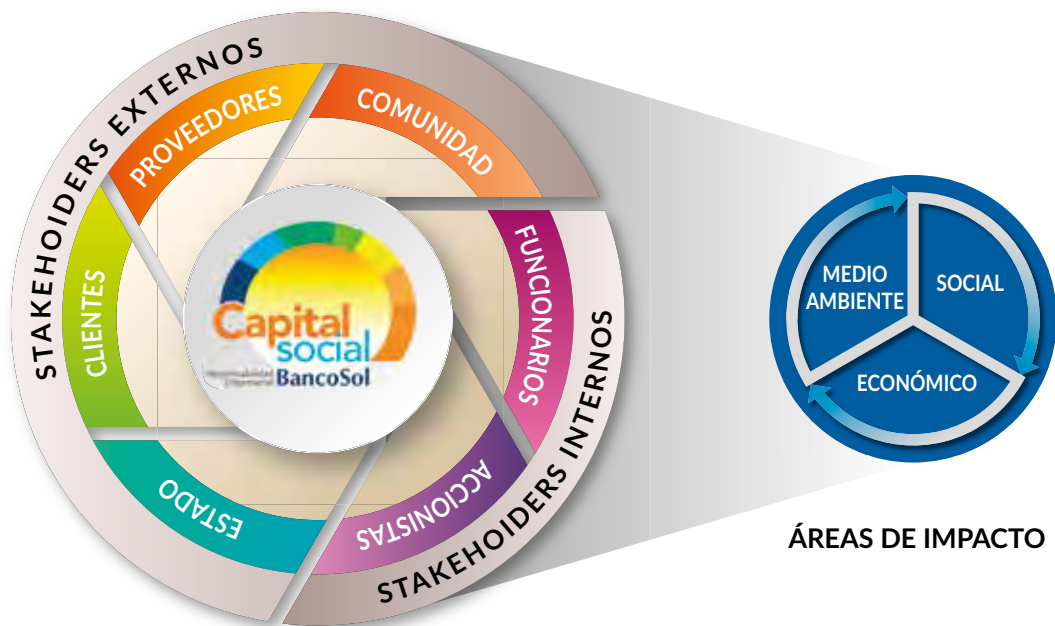 STAKEHOIDERS EXTERNOS
PROVEEDORES
COMUNIDAD
CLIENTES
FUNCIONARIOS
ESTADO
ACCIONISTAS
STAKEHOIDERS INTERNOS
Capital
social
BancoSol
MEDIO
AMBIENTE
SOCIAL
ECONÓMICO
ÁREAS DE IMPACTO